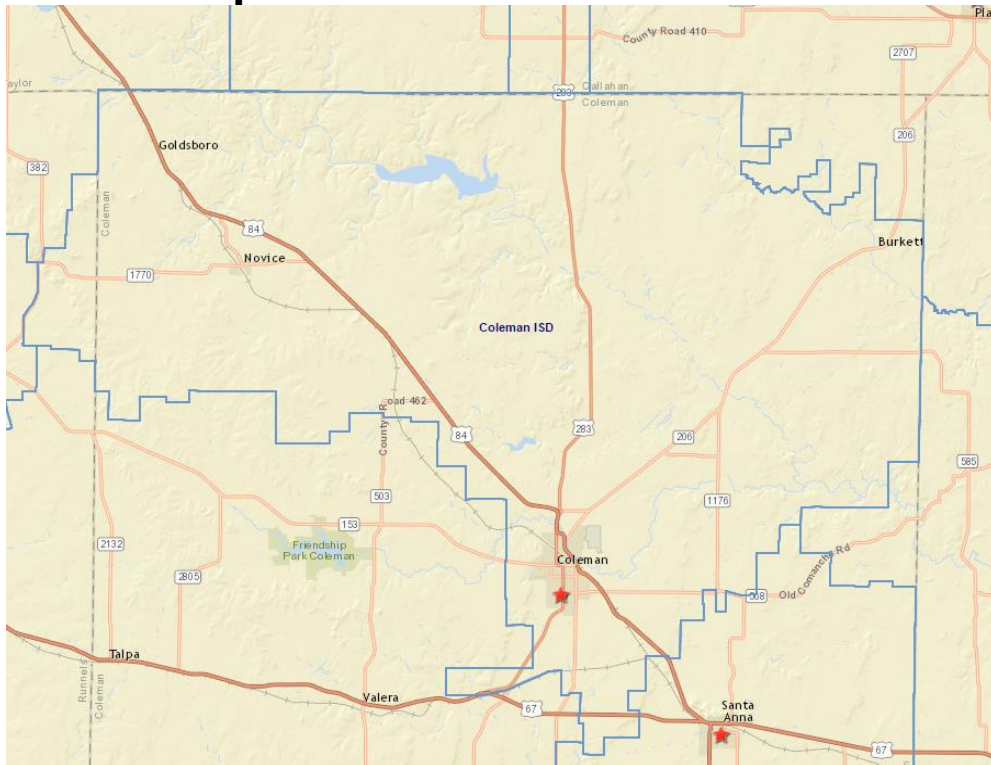 Pla
County Road 410
2707
aylor
283
Callahan
Coleman
206
Goldsboro
382
Coleman
84
Burkett
Novice
1770
Coleman ISD
County R
oad 462
84
283
206
585
503
1176
153
2132
Friendship
Park Coleman
Coleman
2805
568
Old Comanche Rd
Talpa
Runnels
Coleman
Valera
67
Santa
Anna
67